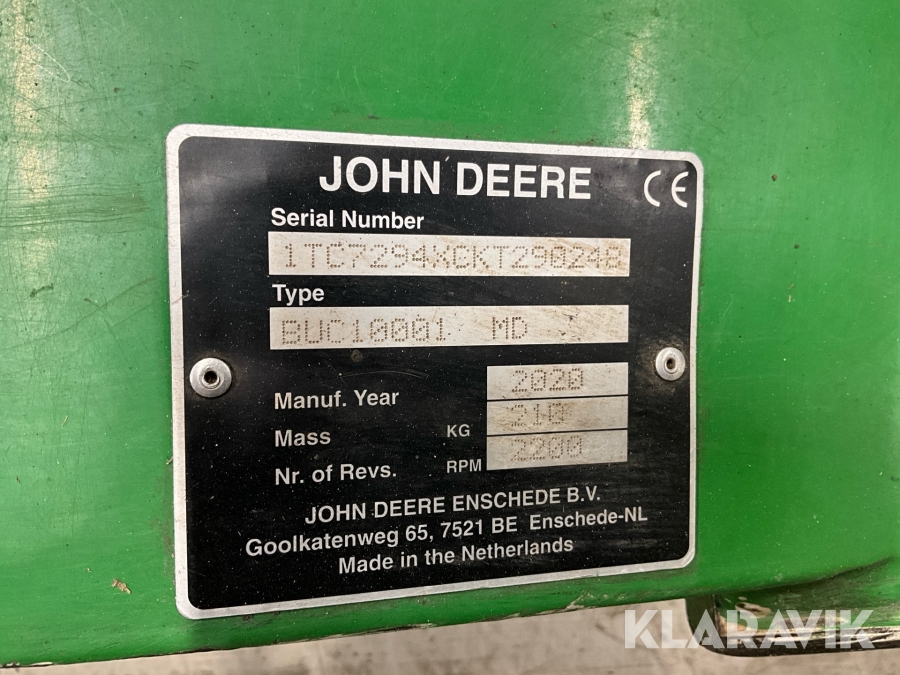 JOHN DEERE CE
Serial Number
1TC7294XCKT290248
Type
BUC10001 MD
Manuf. Year 2020
Mass KG 210
Nr. of Revs. RPM 2200
JOHN DEERE ENSCHEDE B.V.
Goolkatenweg 65, 7521 BE Enschede-NL
Made in the Netherlands
KLARAVIK